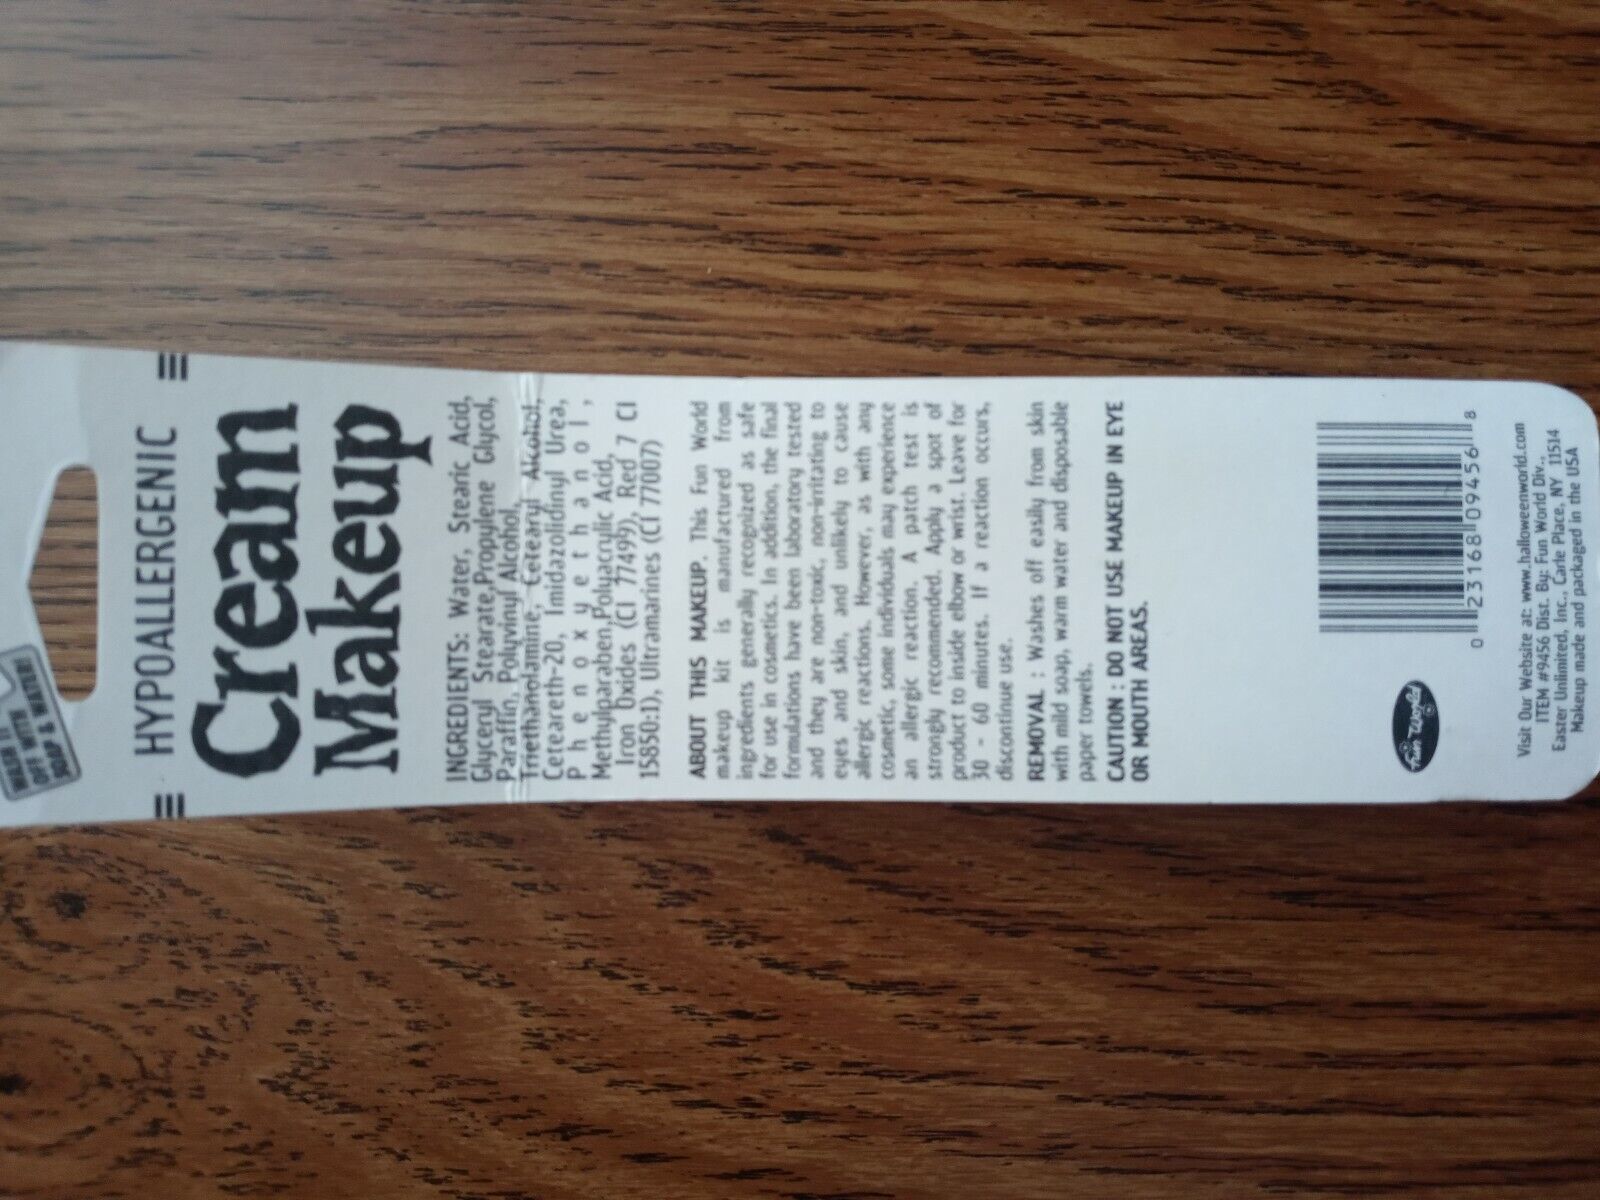 WASH IT
OFF WITH
SOAP & WATER!
HYPOALLERGENIC
Cream
Makeup
INGREDIENTS: Water, Stearic Acid,
Glyceryl Stearate,Propylene Glycol,
Paraffin, Polyvinyl Alcohol,
Triethanolamine, Cetearyl Alcohol,
Ceteareth-20, Imidazolidinyl Urea,
P h e n o x y e t h a n o l ,
Methylparaben,Polyacrylic Acid,
Iron Oxides (CI 77499), Red 7 CI
15850:1), Ultramarines (CI 77007)
ABOUT THIS MAKEUP. This Fun World
makeup kit is manufactured from
ingredients generally recognized as safe
for use in cosmetics. In addition, the final
formulations have been laboratory tested
and they are non-toxic, non-irritating to
eyes and skin, and unlikely to cause
allergic reactions. However, as with any
cosmetic, some individuals may experience
an allergic reaction. A patch test is
strongly recommended. Apply a spot of
product to inside elbow or wrist. Leave for
30 - 60 minutes. If a reaction occurs,
discontinue use.
REMOVAL : Washes off easily from skin
with mild soap, warm water and disposable
paper towels.
CAUTION : DO NOT USE MAKEUP IN EYE
OR MOUTH AREAS.
Fun World
0 23168 09456 8
Visit Our Website at: www.halloweenworld.com
ITEM #9456 Dist. By: Fun World Div.,
Easter Unlimited, Inc., Carle Place, NY 11514
Makeup made and packaged in the USA